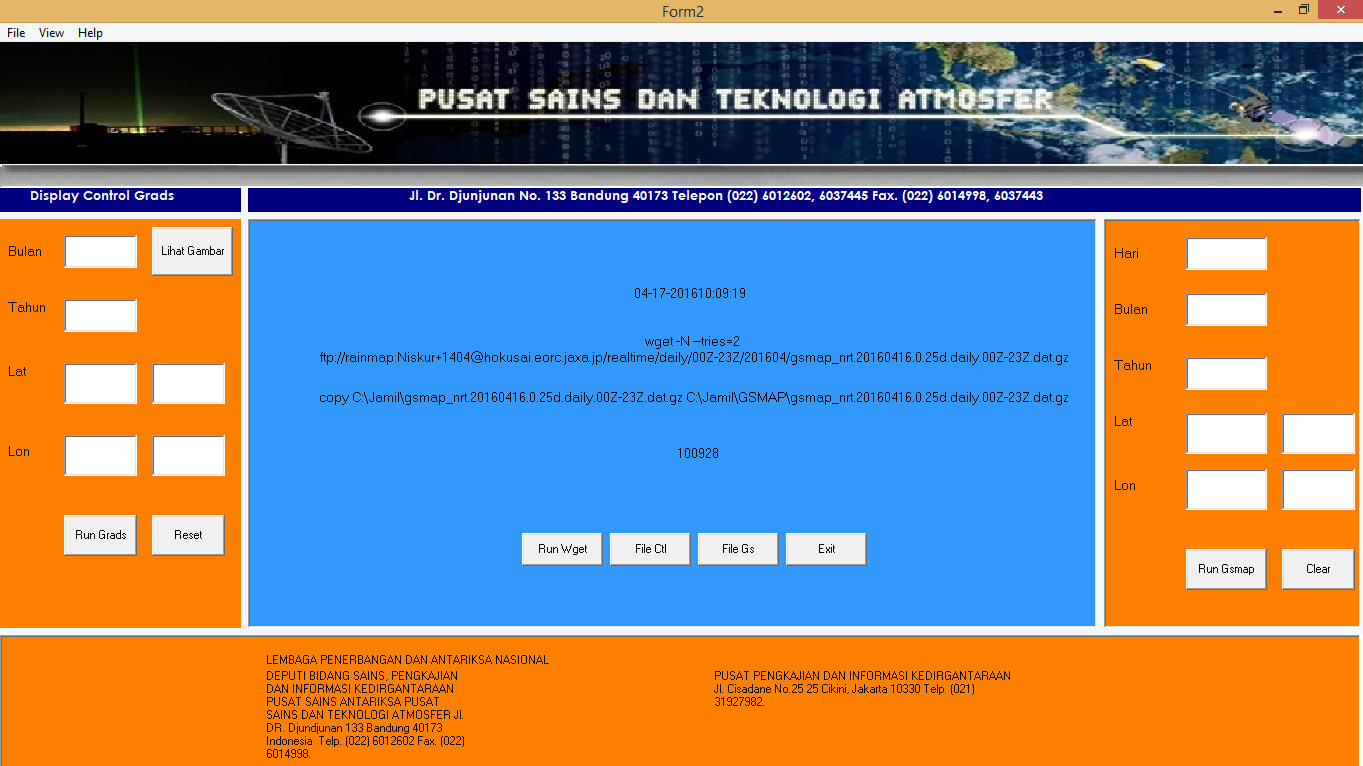 Form2
File View Help
PUSAT SAINS DAN TEKNOLOGI ATMOSFER
Display Control Grads
Jl. Dr. Djunjunan No. 133 Bandung 40173 Telepon (022) 6012602, 6037445 Fax. (022) 6014998, 6037443
Bulan
Lihat Gambar
Tahun
Lat
Lon
Run Grads
Reset
04-17-201610:09:19
wget -N --tries=2
ftp://rainmap:Niskur+1404@hokusai.eorc.jaxa.jp/realtime/daily/00Z-23Z/201604/gsmap_nrt.20160416.0.25d.daily.00Z-23Z.dat.gz
copy C:\Jamil\gsmap_nrt.20160416.0.25d.daily.00Z-23Z.dat.gz C:\Jamil\GSMAP\gsmap_nrt.20160416.0.25d.daily.00Z-23Z.dat.gz
100928
Run Wget
File Ctl
File Gs
Exit
Hari
Bulan
Tahun
Lat
Lon
Run Gsmap
Clear
LEMBAGA PENERBANGAN DAN ANTARIKSA NASIONAL
DEPUTI BIDANG SAINS, PENGKAJIAN
DAN INFORMASI KEDIRGANTARAAN
PUSAT SAINS ANTARIKSA PUSAT
SAINS DAN TEKNOLOGI ATMOSFER Jl.
DR. Djundjunan 133 Bandung 40173
Indonesia Telp. (022) 6012602 Fax. (022)
6014998.
PUSAT PENGKAJIAN DAN INFORMASI KEDIRGANTARAAN
Jl. Cisadane No.25 25 Cikini, Jakarta 10330 Telp. (021)
31927982.